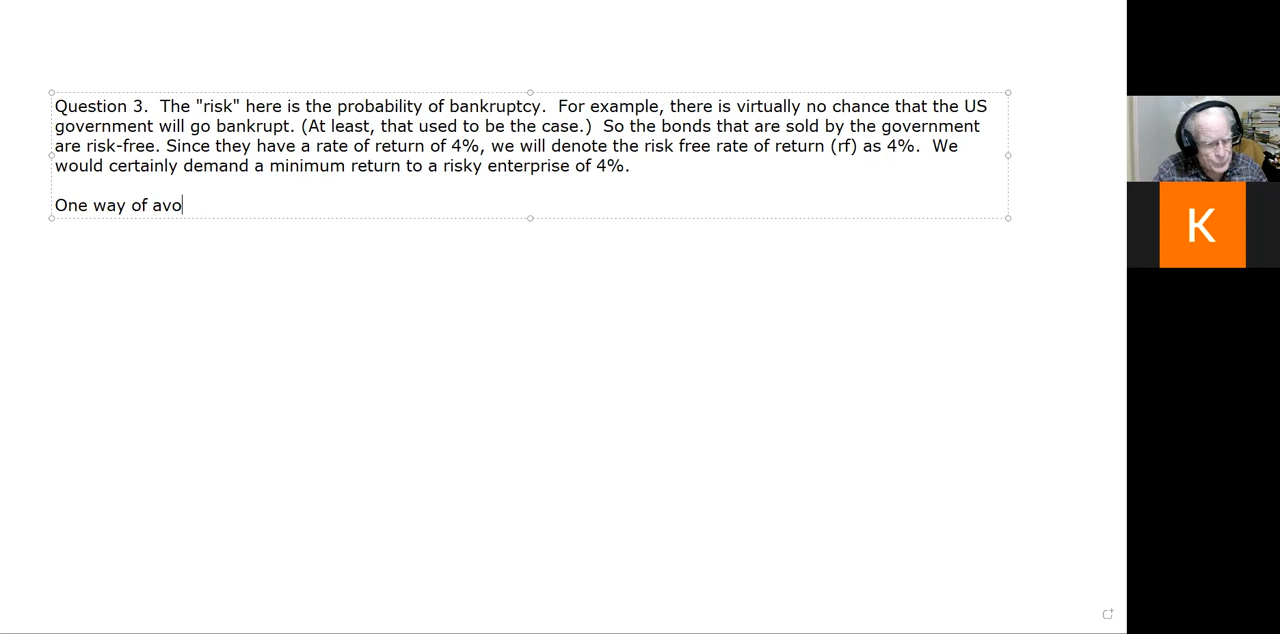 Question 3.  The "risk" here is the probability of bankruptcy.  For example, there is virtually no chance that the US
government will go bankrupt. (At least, that used to be the case.)  So the bonds that are sold by the government
are risk-free. Since they have a rate of return of 4%, we will denote the risk free rate of return (rf) as 4%.  We
would certainly demand a minimum return to a risky enterprise of 4%.
One way of avo
K